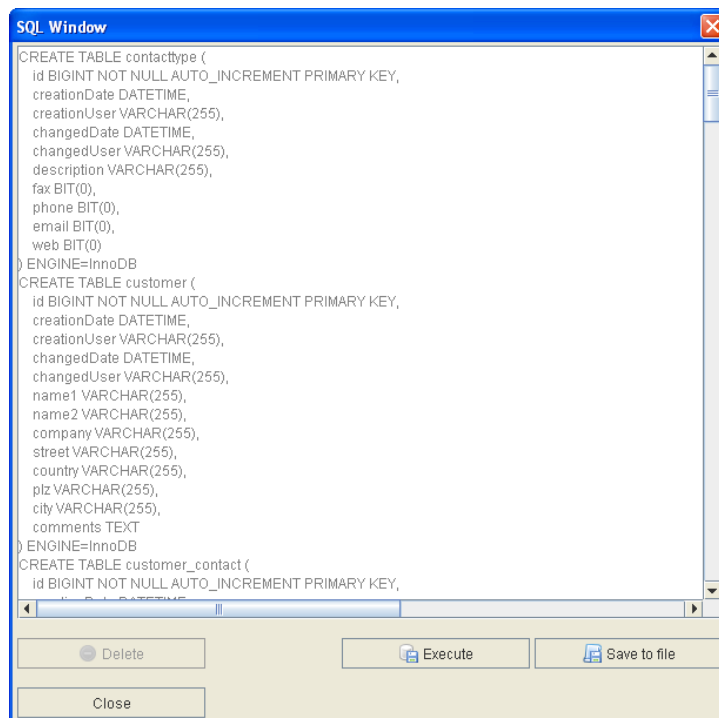 SQL Window
CREATE TABLE contacttype (
id BIGINT NOT NULL AUTO_INCREMENT PRIMARY KEY,
creationDate DATETIME,
creationUser VARCHAR(255),
changedDate DATETIME,
changedUser VARCHAR(255),
description VARCHAR(255),
fax BIT(0),
phone BIT(0),
email BIT(0),
web BIT(0)
) ENGINE=InnoDB
CREATE TABLE customer (
id BIGINT NOT NULL AUTO_INCREMENT PRIMARY KEY,
creationDate DATETIME,
creationUser VARCHAR(255),
changedDate DATETIME,
changedUser VARCHAR(255),
name1 VARCHAR(255),
name2 VARCHAR(255),
company VARCHAR(255),
street VARCHAR(255),
country VARCHAR(255),
plz VARCHAR(255),
city VARCHAR(255),
comments TEXT
) ENGINE=InnoDB
CREATE TABLE customer_contact (
id BIGINT NOT NULL AUTO_INCREMENT PRIMARY KEY,
Delete
Execute
Save to file
Close